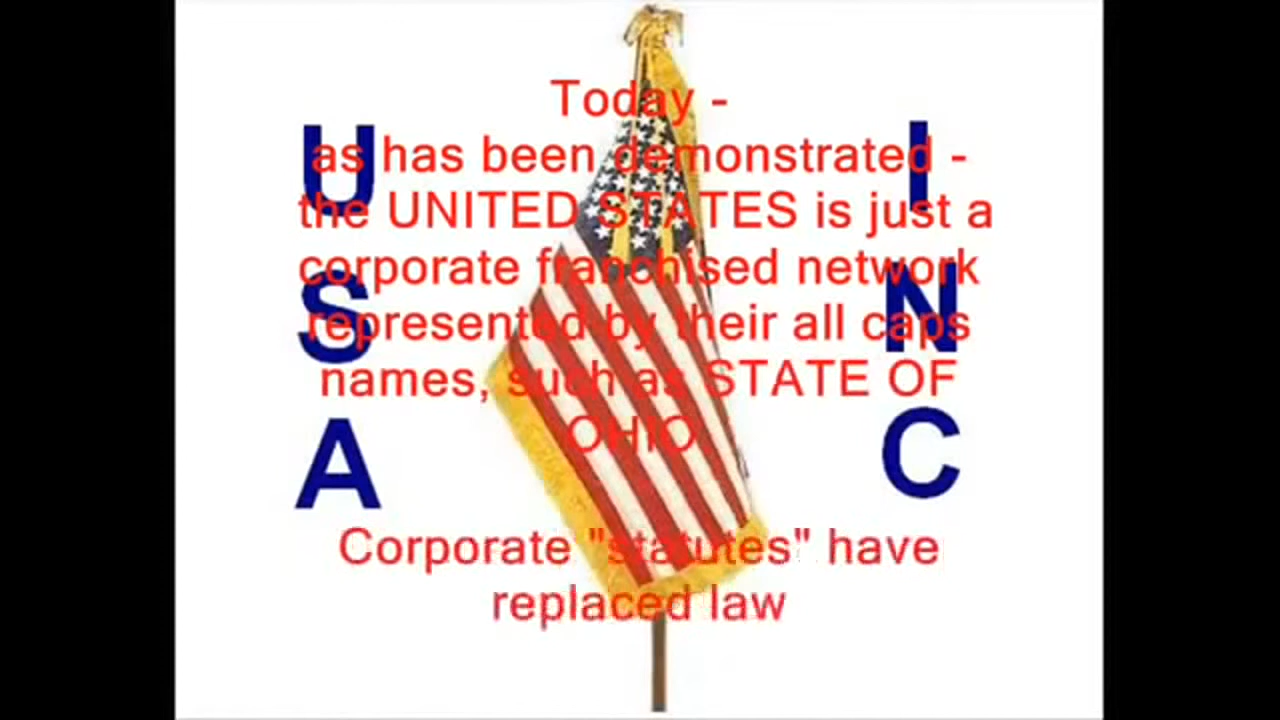 Today -
as has been demonstrated -
the UNITED STATES is just a
corporate franchised network
represented by their all caps
names, such as STATE OF
OHIO
Corporate "statutes" have
replaced law
U
S
A
I
N
C